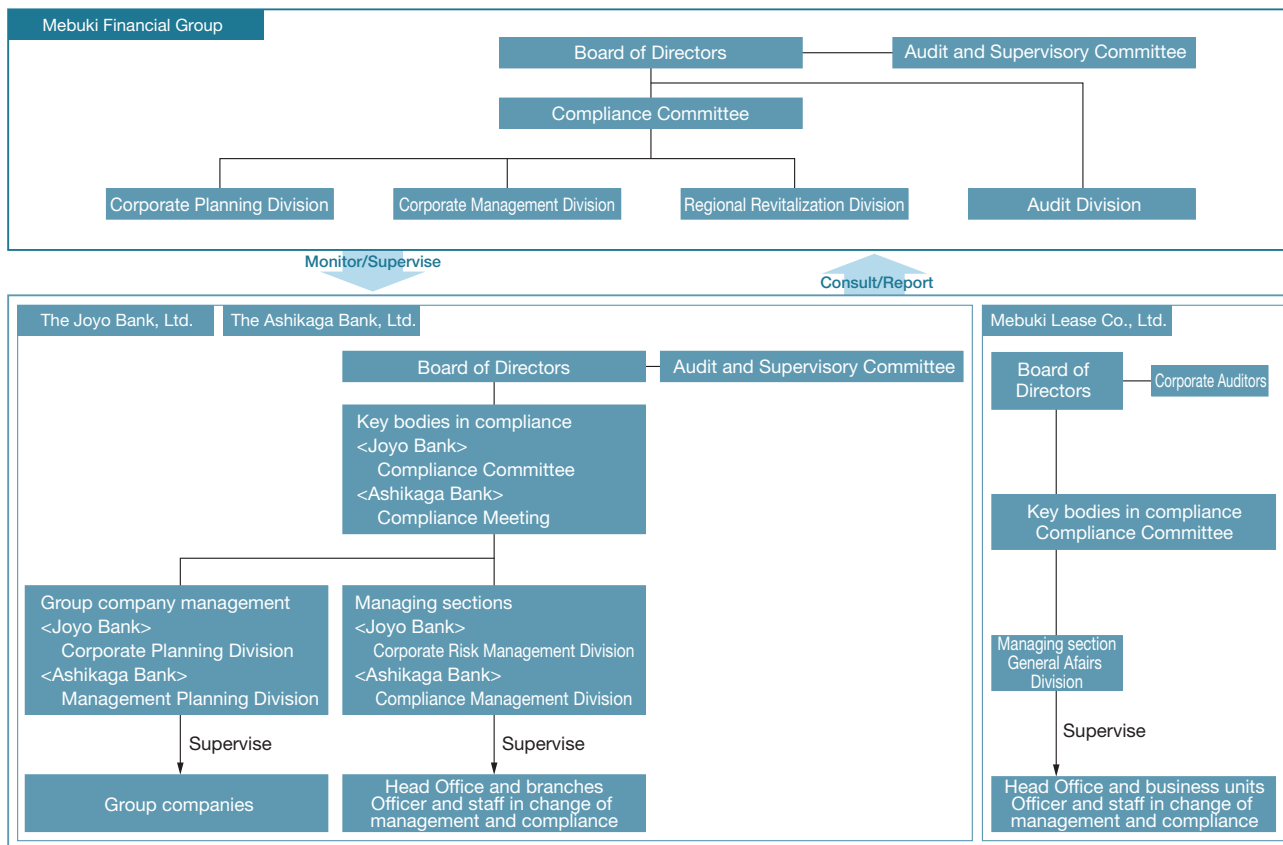 Mebuki Financial Group
Board of Directors
Audit and Supervisory Committee
Compliance Committee
Corporate Planning Division
Corporate Management Division
Regional Revitalization Division
Audit Division
Monitor/Supervise
Consult/Report
The Joyo Bank, Ltd.
The Ashikaga Bank, Ltd.
Board of Directors
Audit and Supervisory Committee
Key bodies in compliance
<Joyo Bank>
Compliance Committee
<Ashikaga Bank>
Compliance Meeting
Group company management
<Joyo Bank>
Corporate Planning Division
<Ashikaga Bank>
Management Planning Division
Managing sections
<Joyo Bank>
Corporate Risk Management Division
<Ashikaga Bank>
Compliance Management Division
Supervise
Supervise
Group companies
Head Office and branches
Officer and staff in change of
management and compliance
Mebuki Lease Co., Ltd.
Board of
Directors
Corporate Auditors
Key bodies in compliance
Compliance Committee
Managing section
General Afairs
Division
Supervise
Head Office and business units
Officer and staff in change of
management and compliance